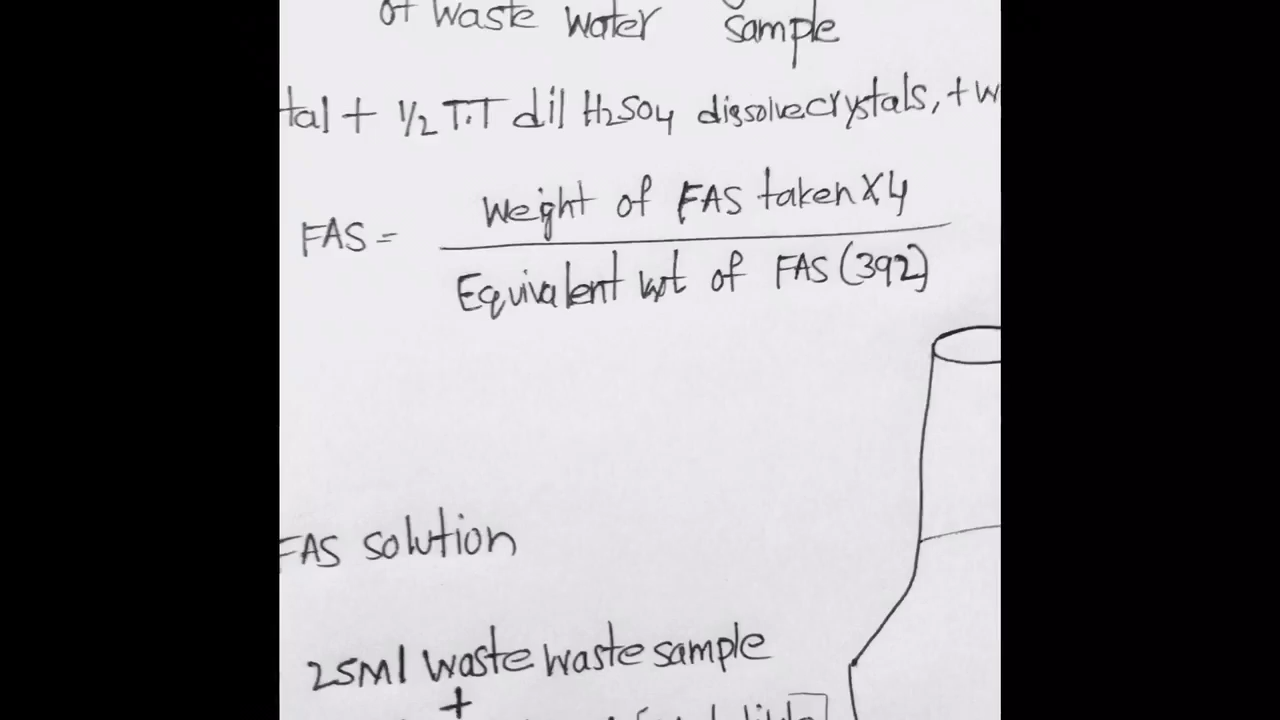 of waste water sample
tal + 1/2 T.T dil H2SO4 dissolve crystals, + w
FAS = Weight of FAS taken X 4
Equivalent wt of FAS (392)
FAS solution
25Ml waste waste sample
+